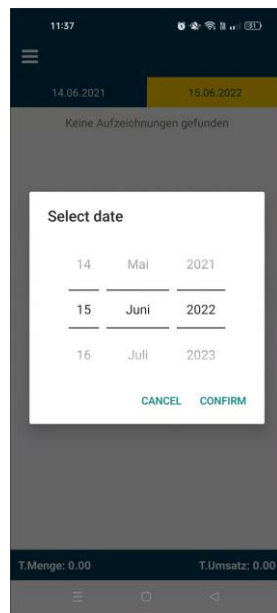 11:37
31
14.06.2021 15.06.2022
Keine Aufzeichnungen gefunden
Select date
14 Mai 2021
15 Juni 2022
16 Juli 2023
CANCEL CONFIRM
T.Menge: 0.00 T.Umsatz: 0.00